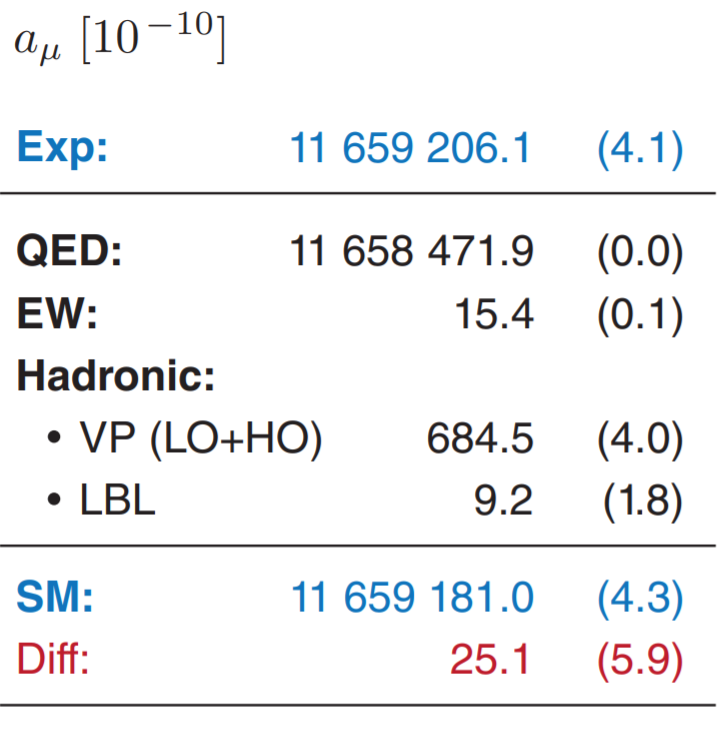 aμ [10⁻¹⁰]
Exp: 11 659 206.1 (4.1)
QED: 11 658 471.9 (0.0)
EW: 15.4 (0.1)
Hadronic:
• VP (LO+HO) 684.5 (4.0)
• LBL 9.2 (1.8)
SM: 11 659 181.0 (4.3)
Diff: 25.1 (5.9)